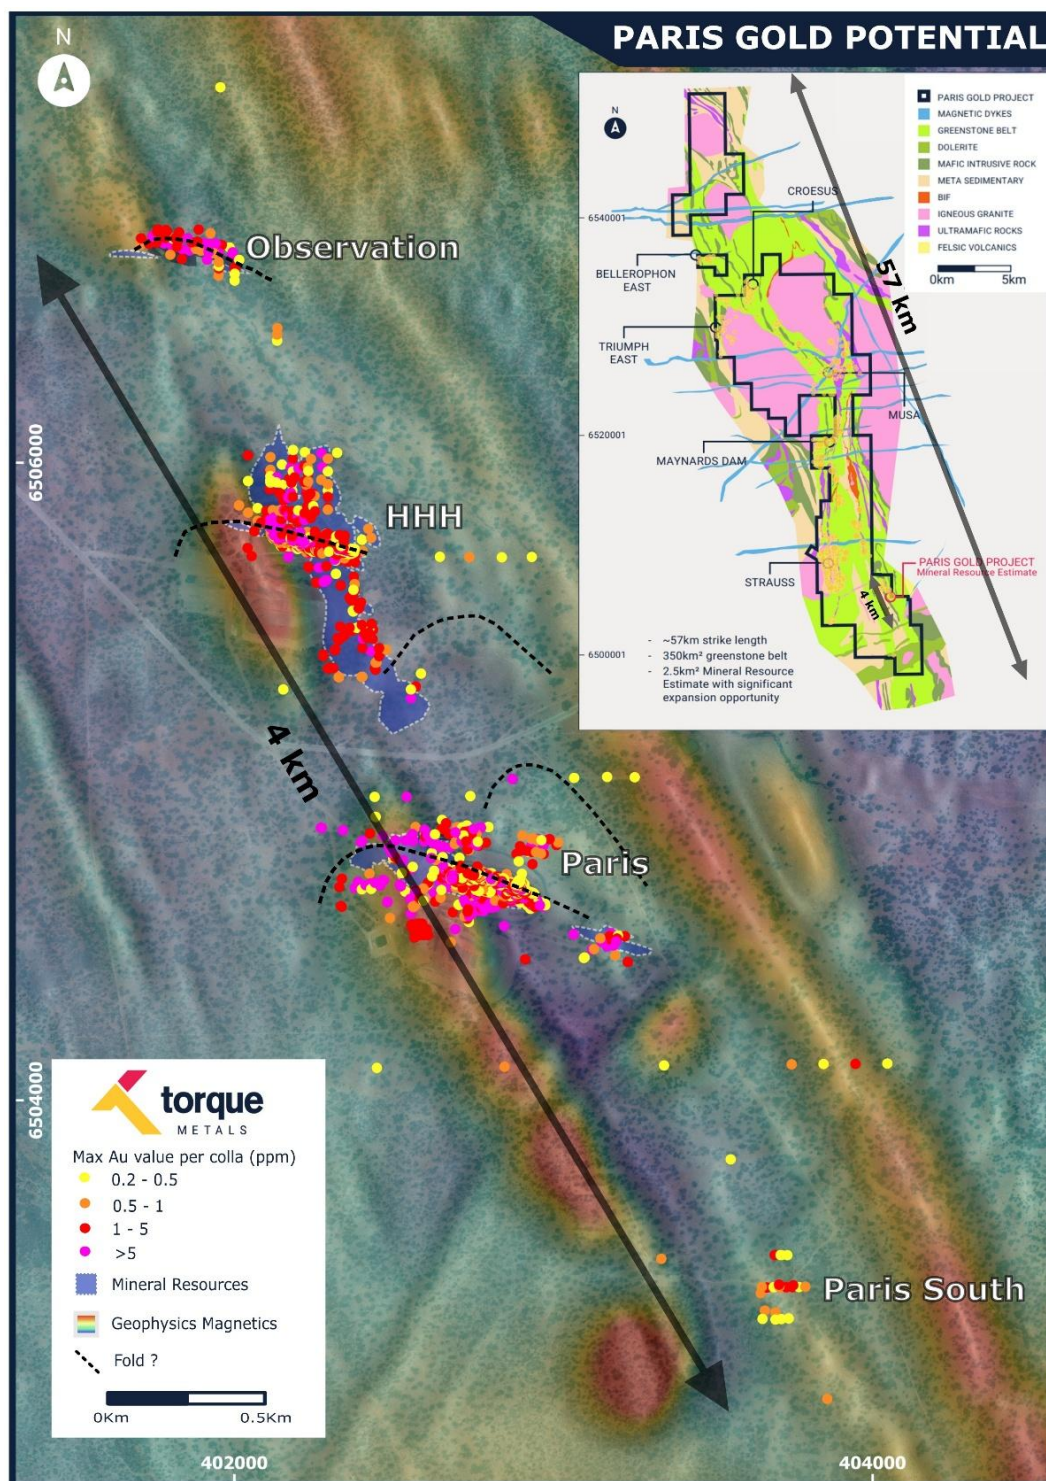 PARIS GOLD POTENTIAL
N
Observation
HHH
4 km
Paris
Paris South
6506000
6504000
402000
404000
N
CROESUS
BELLEROPHON
EAST
TRIUMPH
EAST
MUSA
MAYNARDS DAM
STRAUSS
PARIS GOLD PROJECT
Mineral Resource Estimate
4 km
57 km
6540001
6520001
6500001
- ~57km strike length
- 350km² greenstone belt
- 2.5km² Mineral Resource
Estimate with significant
expansion opportunity
PARIS GOLD PROJECT
MAGNETIC DYKES
GREENSTONE BELT
DOLERITE
MAFIC INTRUSIVE ROCK
META SEDIMENTARY
BIF
IGNEOUS GRANITE
ULTRAMAFIC ROCKS
FELSIC VOLCANICS
0km 5km
torque
METALS
Max Au value per colla (ppm)
0.2 - 0.5
0.5 - 1
1 - 5
>5
Mineral Resources
Geophysics Magnetics
Fold ?
0Km 0.5Km